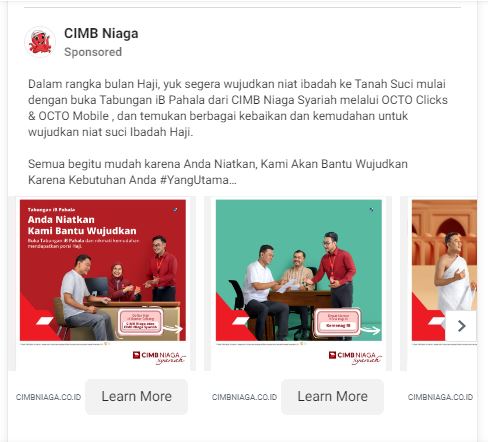 CIMB Niaga
Sponsored
Dalam rangka bulan Haji, yuk segera wujudkan niat ibadah ke Tanah Suci mulai
dengan buka Tabungan iB Pahala dari CIMB Niaga Syariah melalui OCTO Clicks
& OCTO Mobile , dan temukan berbagai kebaikan dan kemudahan untuk
wujudkan niat suci Ibadah Haji.
Semua begitu mudah karena Anda Niatkan, Kami Akan Bantu Wujudkan
Karena Kebutuhan Anda #YangUtama...
Tabungan iB Pahala
Anda Niatkan
Kami Bantu Wujudkan
Buka Tabungan iB Pahala dan nikmati kemudahan
mendapatkan porsi Haji.
CIMB NIAGA
syariah
Kemenag RI
CIMB NIAGA
syariah
CIMBNIAGA.CO.ID
Learn More
CIMBNIAGA.CO.ID
Learn More
CIMBNIAGA.CO.ID